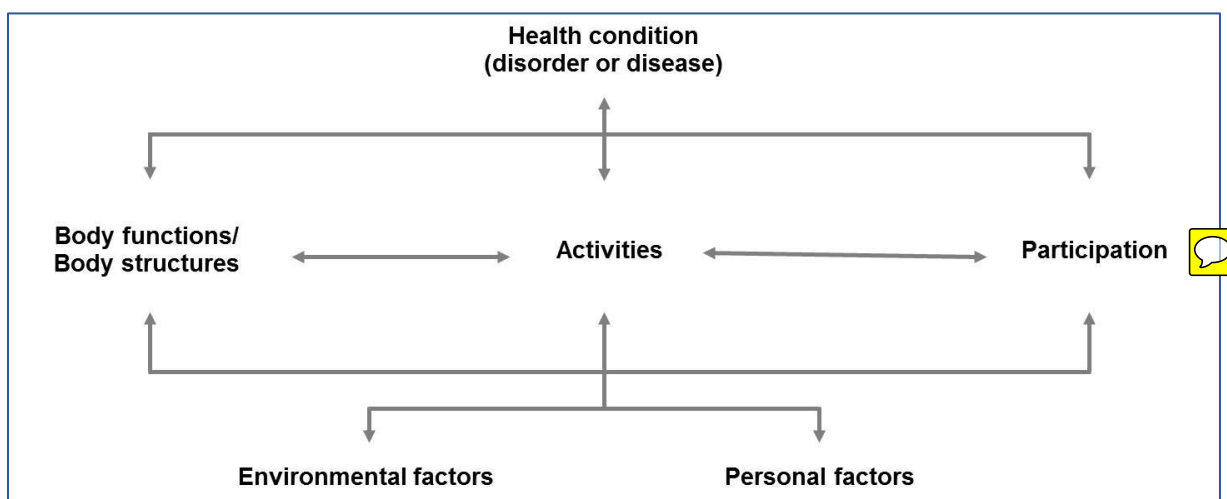 Health condition
(disorder or disease)
Body functions/
Body structures
Activities
Participation
Environmental factors
Personal factors